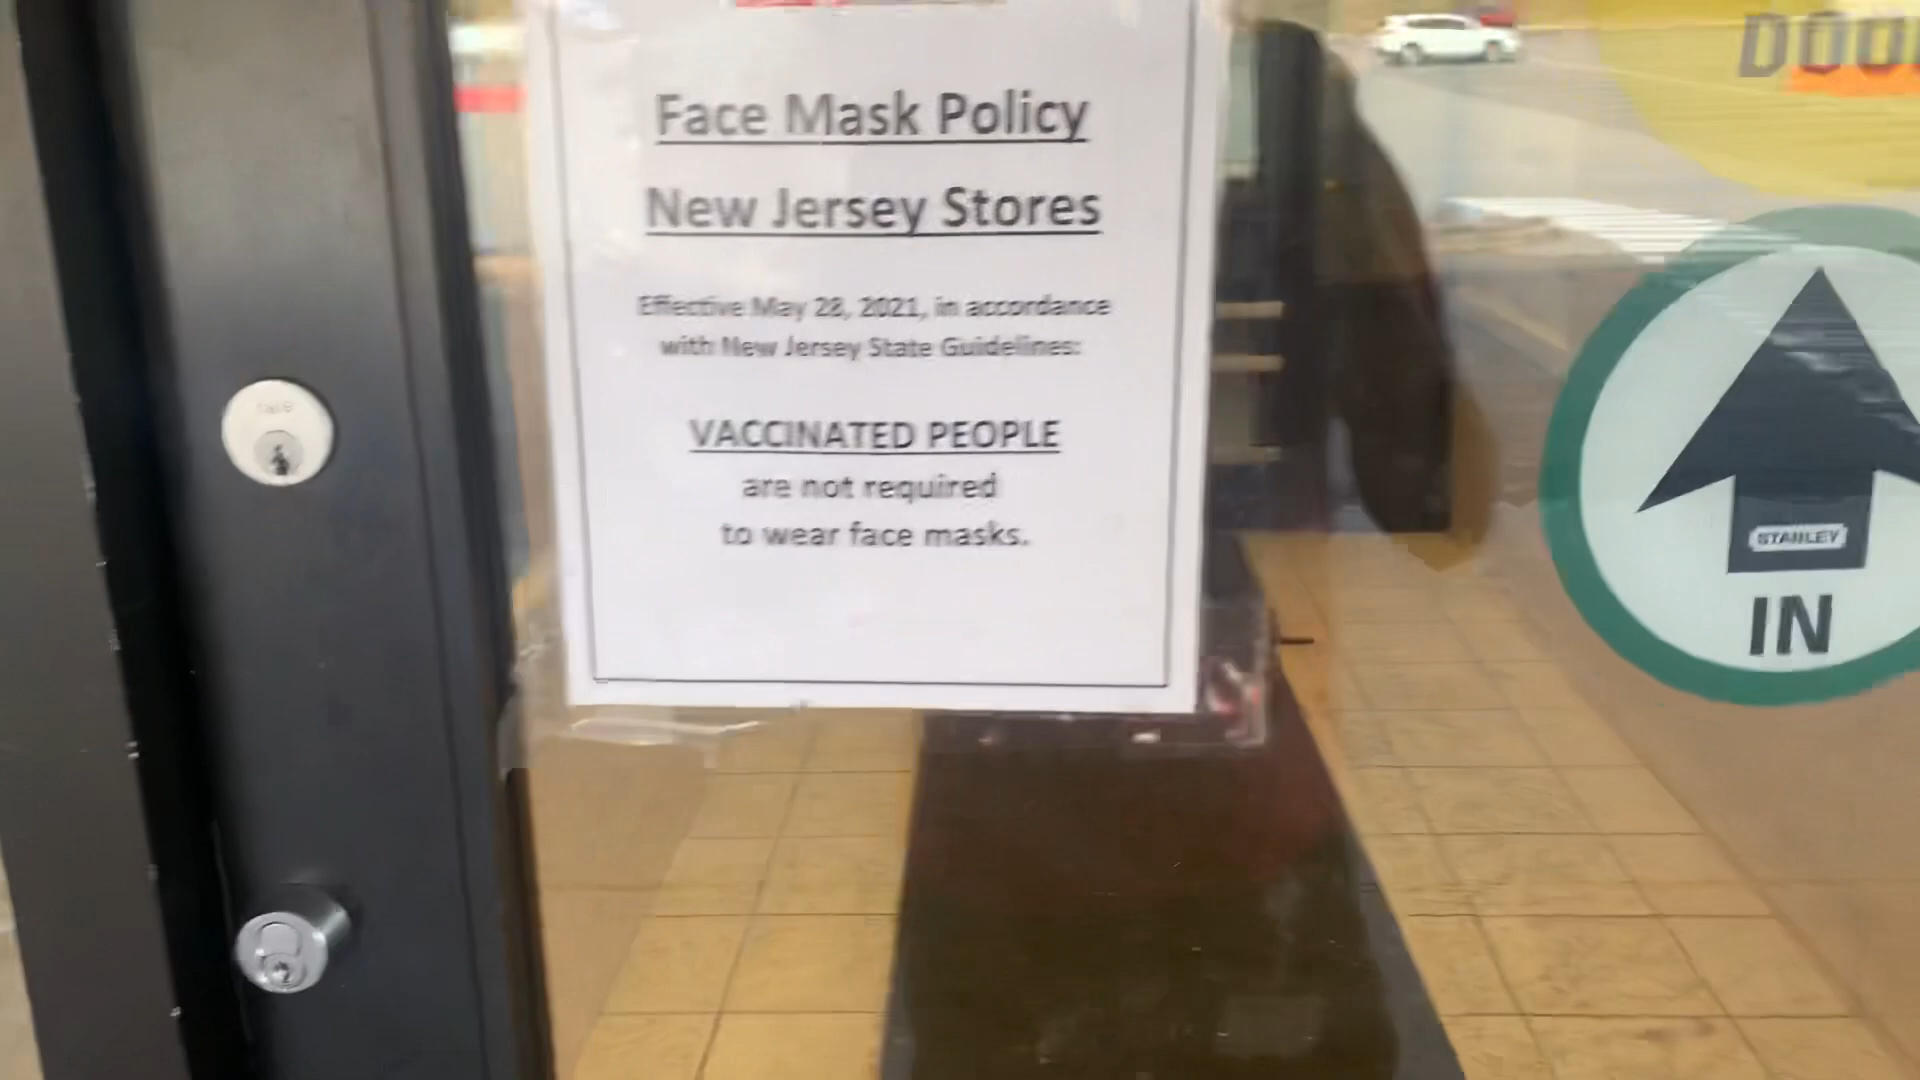 Face Mask Policy
New Jersey Stores
Effective May 28, 2021, in accordance
with New Jersey State Guidelines:
VACCINATED PEOPLE
are not required
to wear face masks.
STANLEY
IN